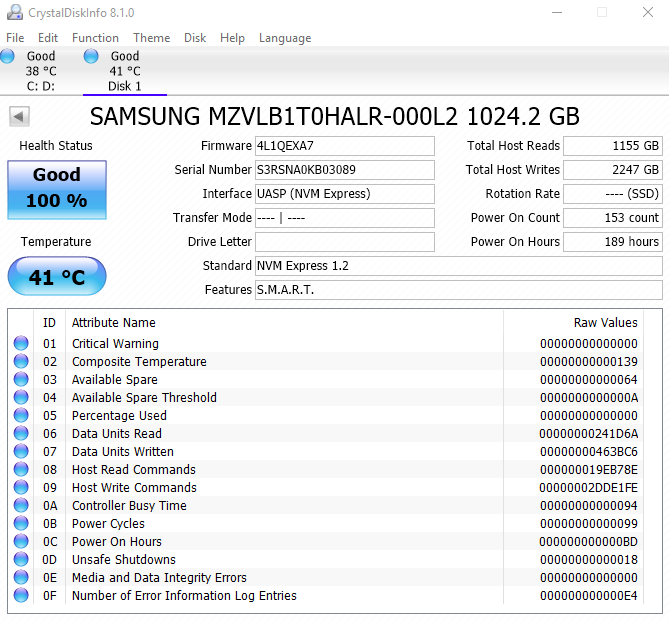 CrystalDiskInfo 8.1.0
File Edit Function Theme Disk Help Language
Good Good
38 °C 41 °C
C: D: Disk 1
SAMSUNG MZVLB1T0HALR-000L2 1024.2 GB
Health Status
Good
100 %
Temperature
41 °C
Firmware 4L1QEXA7
Serial Number S3RSNA0KB03089
Interface UASP (NVM Express)
Transfer Mode ---- | ----
Drive Letter
Standard NVM Express 1.2
Features S.M.A.R.T.
Total Host Reads 1155 GB
Total Host Writes 2247 GB
Rotation Rate ---- (SSD)
Power On Count 153 count
Power On Hours 189 hours
ID Attribute Name Raw Values
01 Critical Warning 00000000000000
02 Composite Temperature 00000000000139
03 Available Spare 00000000000064
04 Available Spare Threshold 0000000000000A
05 Percentage Used 00000000000000
06 Data Units Read 00000000241D6A
07 Data Units Written 00000000463BC6
08 Host Read Commands 000000019EB78E
09 Host Write Commands 00000002DDE1FE
0A Controller Busy Time 00000000000094
0B Power Cycles 00000000000099
0C Power On Hours 000000000000BD
0D Unsafe Shutdowns 00000000000018
0E Media and Data Integrity Errors 00000000000000
0F Number of Error Information Log Entries 000000000000E4